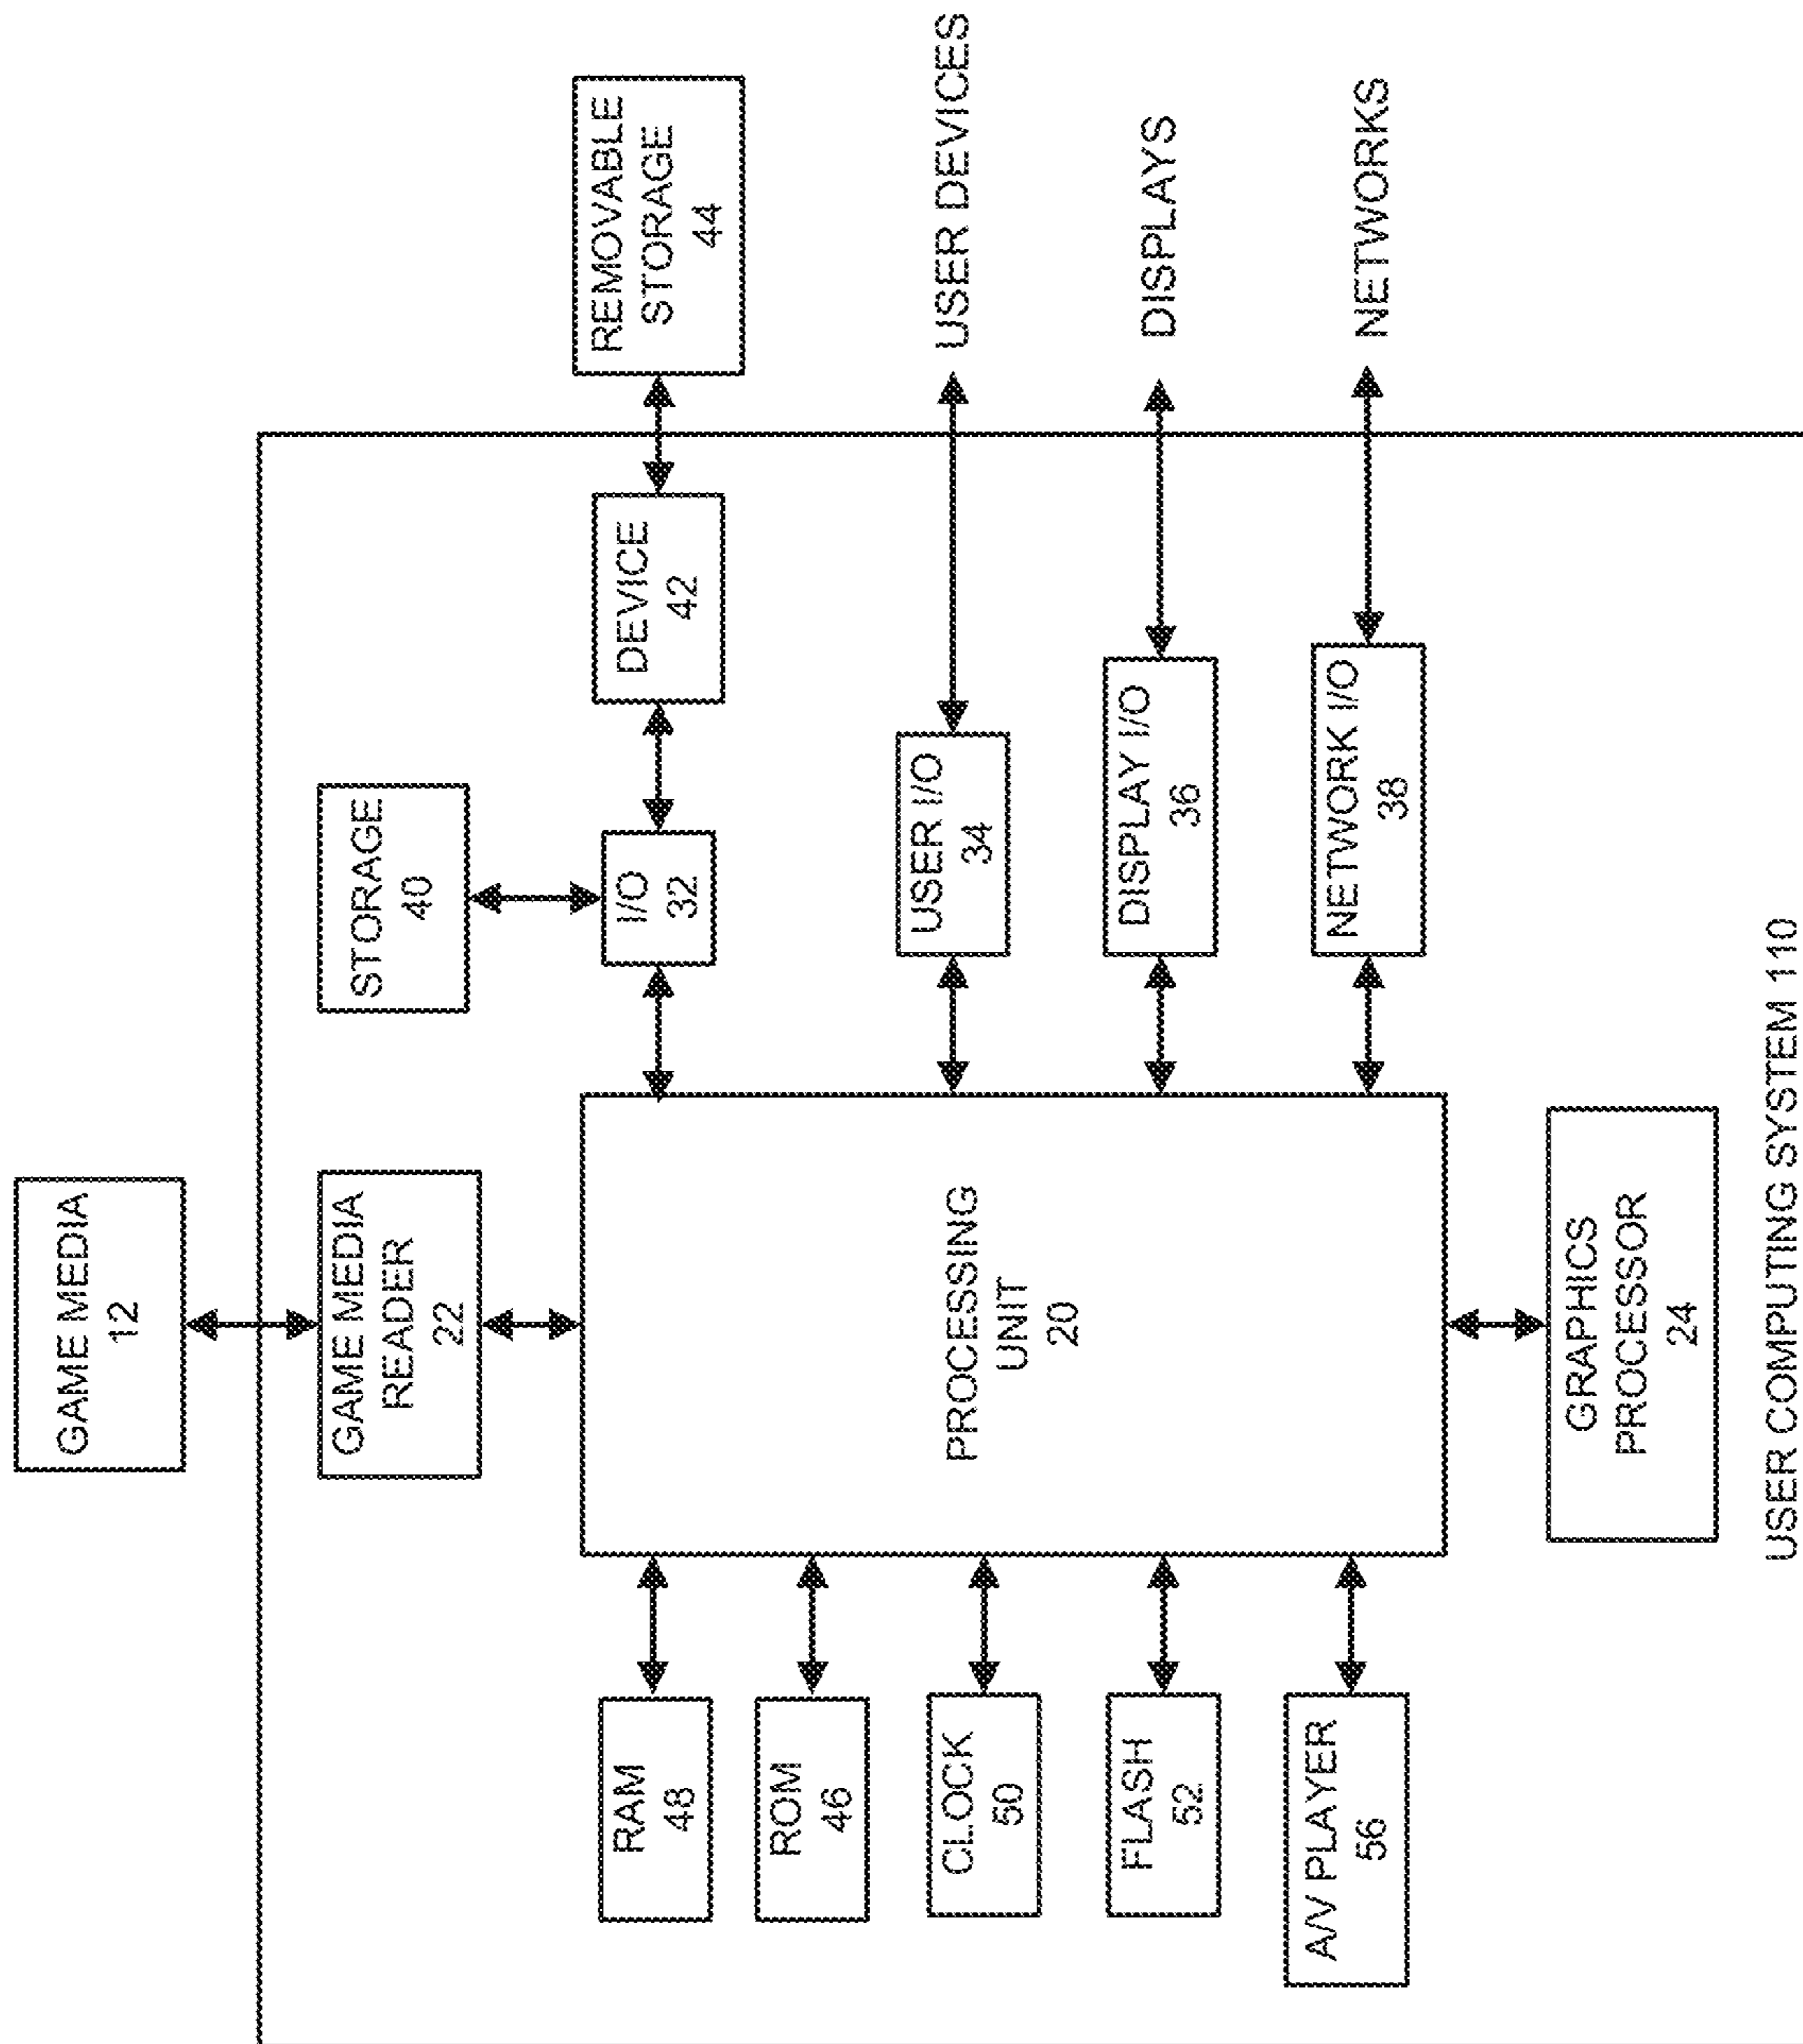 GAME MEDIA
12
GAME MEDIA
READER
22
STORAGE
40
REMOVABLE
STORAGE
44
DEVICE
42
I/O
32
RAM
48
ROM
46
CLOCK
50
FLASH
52
A/V PLAYER
56
PROCESSING
UNIT
20
USER I/O
34
USER DEVICES
DISPLAY I/O
36
DISPLAYS
NETWORK I/O
38
NETWORKS
GRAPHICS
PROCESSOR
24
USER COMPUTING SYSTEM 110